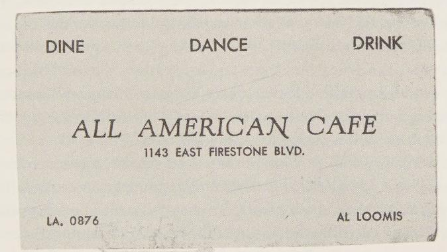 DINE DANCE DRINK
ALL AMERICAN CAFE
1143 EAST FIRESTONE BLVD.
LA. 0876 AL LOOMIS